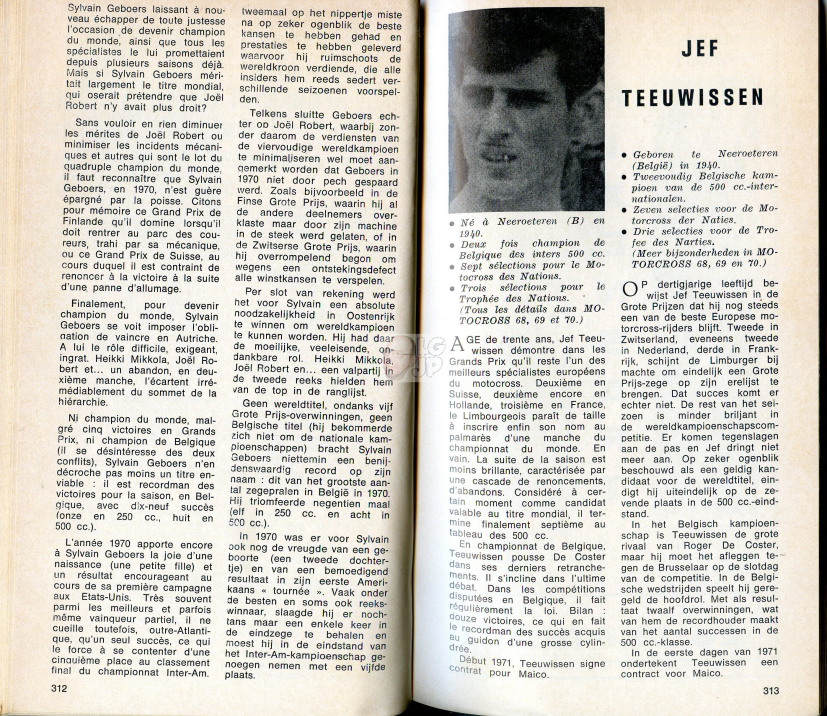 Sylvain Geboers laissant à nou-
veau échapper de toute justesse
l'occasion de devenir champion
du monde, ainsi que tous les
spécialistes le lui promettaient
depuis plusieurs saisons déjà.
Mais si Sylvain Geboers méri-
tait largement le titre mondial,
qui oserait prétendre que Joël
Robert n'y avait plus droit?
Sans vouloir en rien diminuer
les mérites de Joël Robert ou
minimiser les incidents mécani-
ques et autres qui sont le lot du
quadruple champion du monde,
il faut reconnaître que Sylvain
Geboers, en 1970, n'est guère
épargné par la poisse. Citons
pour mémoire ce Grand Prix de
Finlande qu'il domine lorsqu'il
doit rentrer au parc des cou-
reurs, trahi par sa mécanique,
ou ce Grand Prix de Suisse, au
cours duquel il est contraint de
renoncer à la victoire à la suite
d'une panne d'allumage.
Finalement, pour devenir
champion du monde, Sylvain
Geboers se voit imposer l'obli-
nation de vaincre en Autriche.
A lui le rôle difficile, exigeant,
ingrat. Heikki Mikkola, Joël Ro-
bert et... un abandon, en deu-
xième manche, l'écartent irré-
médiablement du sommet de la
hiérarchie.
Ni champion du monde, mal-
gré cinq victoires en Grands
Prix, ni champion de Belgique
(il se désintéresse des deux
conflits), Sylvain Geboers n'en
décroche pas moins un titre en-
viable : il est recordman des
victoires pour la saison, en Bel-
gique, avec dix-neuf succès
(onze en 250 cc., huit en
500 cc.).
L'année 1970 apporte encore
à Sylvain Geboers la joie d'une
naissance (une petite fille) et
un résultat encourageant au
cours de sa première campagne
aux Etats-Unis. Très souvent
parmi les meilleurs et parfois
même vainqueur partiel, il ne
cueille toutefois, outre-Atlanti-
que, qu'un seul succès, ce qui
le force à se contenter d'une
cinquième place au classement
final du championnat Inter-Am.
312
tweemaal op het nippertje miste
na op zeker ogenblik de beste
kansen te hebben gehad en
prestaties te hebben geleverd
waarvoor hij ruimschoots de
wereldkroon verdiende, die alle
insiders hem reeds sedert ver-
schillende seizoenen voorspel-
den.
Telkens sluitte Geboers ech-
ter op Joël Robert, waarbij zon-
der daarom de verdiensten van
de viervoudige wereldkampioen
te minimaliseren wel moet aan-
gemerkt worden dat Geboers in
1970 niet door pech gespaard
werd. Zoals bijvoorbeeld in de
Finse Grote Prijs, waarin hij al
de andere deelnemers over-
klaste maar door zijn machine
in de steek werd gelaten, of in
de Zwitserse Grote Prijs, waarin
hij overrompelend begon om
wegens een ontstekingsdefect
alle winstkansen te verspelen.
Per slot van rekening werd
het voor Sylvain een absolute
noodzakelijkheid in Oostenrijk
te winnen om wereldkampioen
te kunnen worden. Hij had daar
de moeilijke, veeleisende, on-
dankbare rol. Heikki Mikkola,
Joël Robert en... een valpartij in
de tweede reeks hielden hem
van de top in de ranglijst.
Geen wereldtitel, ondanks vijf
Grote Prijs-overwinningen, geen
Belgische titel (hij bekommerde
zich niet om de nationale kam-
pioenschappen) bracht Sylvain
Geboers niettemin een benij-
denswaardig record op zijn
naam : dit van het grootste aan-
tal zegepralen in België in 1970.
Hij triomfeerde negentien maal
(elf in 250 cc. en acht in
500 cc.).
In 1970 was er voor Sylvain
ook nog de vreugde van een ge-
boorte (een tweede dochter-
tje) en van een bemoedigend
resultaat in zijn eerste Ameri-
kaans « tournée ». Vaak onder
de besten en soms ook reeks-
winnaar, slaagde hij er noch-
tans maar een enkele keer in
de eindzege te behalen en
moest hij in de eindstand van
het Inter-Am-kampioenschap ge-
noegen nemen met een vijfde
plaats.
• Né à Neeroeteren (B) en
1940.
• Deux fois champion de
Belgique des inters 500 cc.
• Sept sélections pour le Mo-
tocross des Nations.
• Trois sélections pour le
Trophée des Nations.
(Tous les détails dans MO-
TOCROSS 68, 69 et 70.)
AGE de trente ans, Jef Teeu-
wissen démontre dans les
Grands Prix qu'il reste l'un des
meilleurs spécialistes européens
du motocross. Deuxième en
Suisse, deuxième encore en
Hollande, troisième en France,
le Limbourgeois paraît de taille
à inscrire enfin son nom au
palmarès d'une manche du
championnat du monde. En
vain. La suite de la saison est
moins brillante, caractérisée par
une cascade de renoncements,
d'abandons. Considéré à cer-
tain moment comme candidat
valable au titre mondial, il ter-
mine finalement septième au
tableau des 500 cc.
En championnat de Belgique,
Teeuwissen pousse De Coster
dans ses derniers retranche-
ments. Il s'incline dans l'ultime
débat. Dans les compétitions
disputées en Belgique, il fait
régulièrement la loi. Bilan :
douze victoires, ce qui en fait
le recordman des succès acquis
au guidon d'une grosse cylin-
drée.
Début 1971, Teeuwissen signe
contrat pour Maico.
JEF
TEEUWISSEN
• Geboren te Neeroeteren
(België) in 1940.
• Tweevoudig Belgische kam-
pioen van de 500 cc.-inter-
nationalen.
• Zeven selecties voor de Mo-
torcross der Naties.
• Drie selecties voor de Tro-
fee des Narties.
(Meer bijzonderheden in MO-
TORCROSS 68, 69 en 70.)
OP dertigjarige leeftijd be-
wijst Jef Teeuwissen in de
Grote Prijzen dat hij nog steeds
een van de beste Europese mo-
torcross-rijders blijft. Tweede in
Zwitserland, eveneens tweede
in Nederland, derde in Frank-
rijk, schijnt de Limburger bij
machte om eindelijk een Grote
Prijs-zege op zijn erelijst te
brengen. Dat succes komt er
echter niet. De rest van het sei-
zoen is minder briljant in
de wereldkampioenschapscom-
petitie. Er komen tegenslagen
aan de pas en Jef dringt niet
meer aan. Op zeker ogenblik
beschouwd als een geldig kan-
didaat voor de wereldtitel, ein-
digt hij uiteindelijk op de ze-
vende plaats in de 500 cc.-eind-
stand.
In het Belgisch kampioen-
schap is Teeuwissen de grote
rivaal van Roger De Coster,
maar hij moet het afleggen te-
gen de Brusselaar op de slotdag
van de competitie. In de Belgi-
sche wedstrijden speelt hij gere-
geld de hoofdrol. Met als resul-
taat twaalf overwinningen, wat
van hem de recordhouder maakt
van het aantal successen in de
500 cc.-klasse.
In de eerste dagen van 1971
ondertekent Teeuwissen een
contract voor Maico.
313